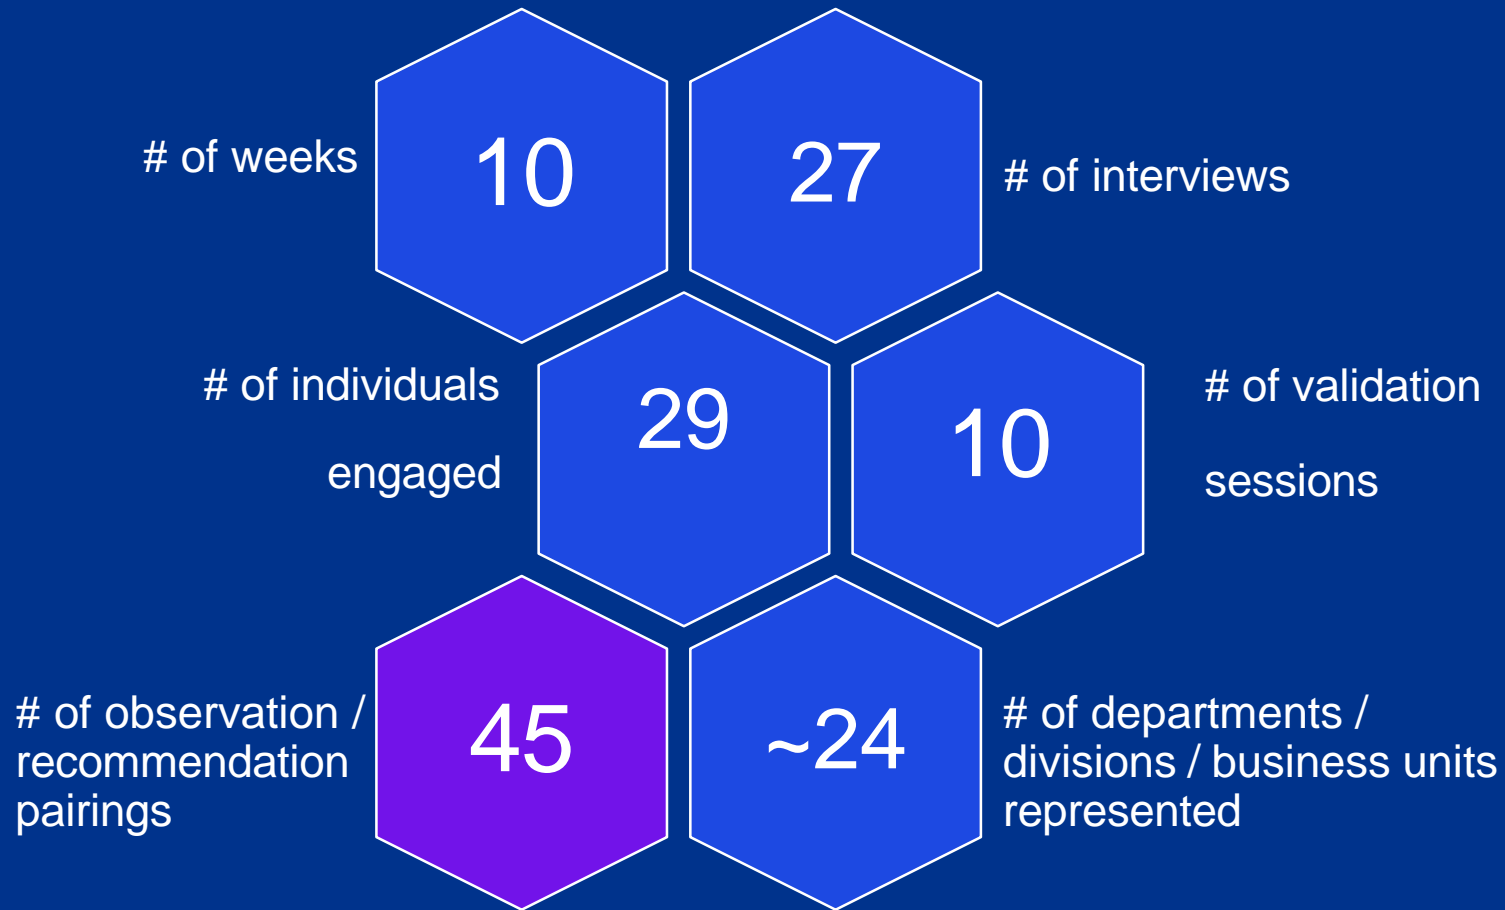 # of weeks
10
27
# of interviews
# of individuals
engaged
29
10
# of validation
sessions
# of observation /
recommendation
pairings
45
~24
# of departments /
divisions / business units
represented